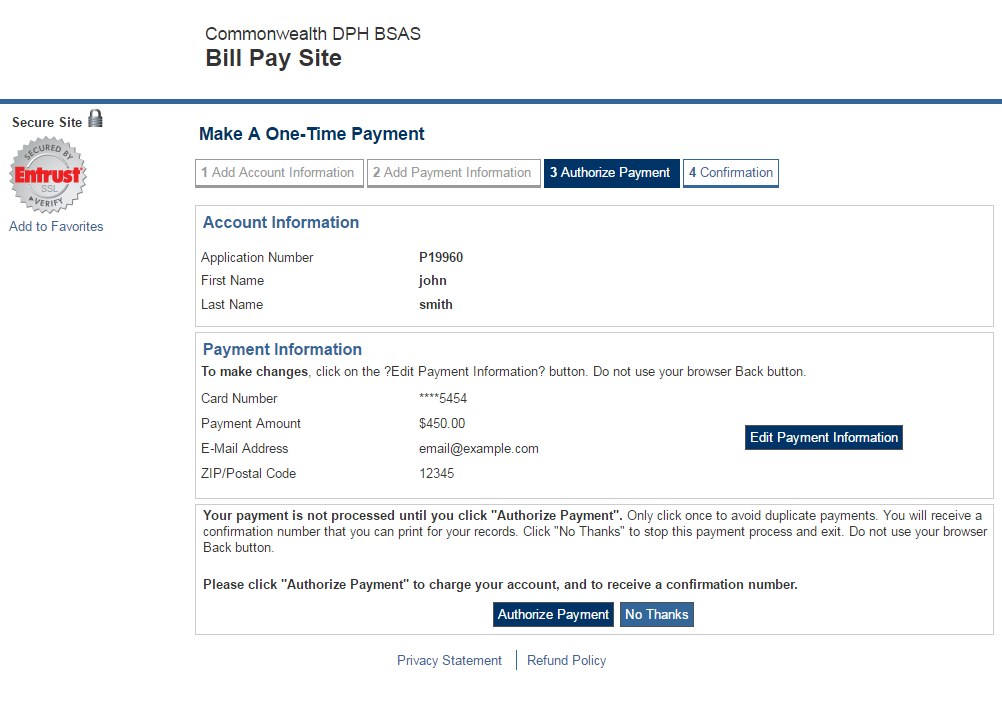 Commonwealth DPH BSAS
Bill Pay Site
Secure Site
SECURED BY
Entrust
SSL
VERIFY
Add to Favorites
Make A One-Time Payment
1 Add Account Information 2 Add Payment Information 3 Authorize Payment 4 Confirmation
Account Information
Application Number P19960
First Name john
Last Name smith
Payment Information
To make changes, click on the ?Edit Payment Information? button. Do not use your browser Back button.
Card Number ****5454
Payment Amount $450.00
Edit Payment Information
E-Mail Address email@example.com
ZIP/Postal Code 12345
Your payment is not processed until you click "Authorize Payment". Only click once to avoid duplicate payments. You will receive a
confirmation number that you can print for your records. Click "No Thanks" to stop this payment process and exit. Do not use your browser
Back button.
Please click "Authorize Payment" to charge your account, and to receive a confirmation number.
Authorize Payment No Thanks
Privacy Statement Refund Policy